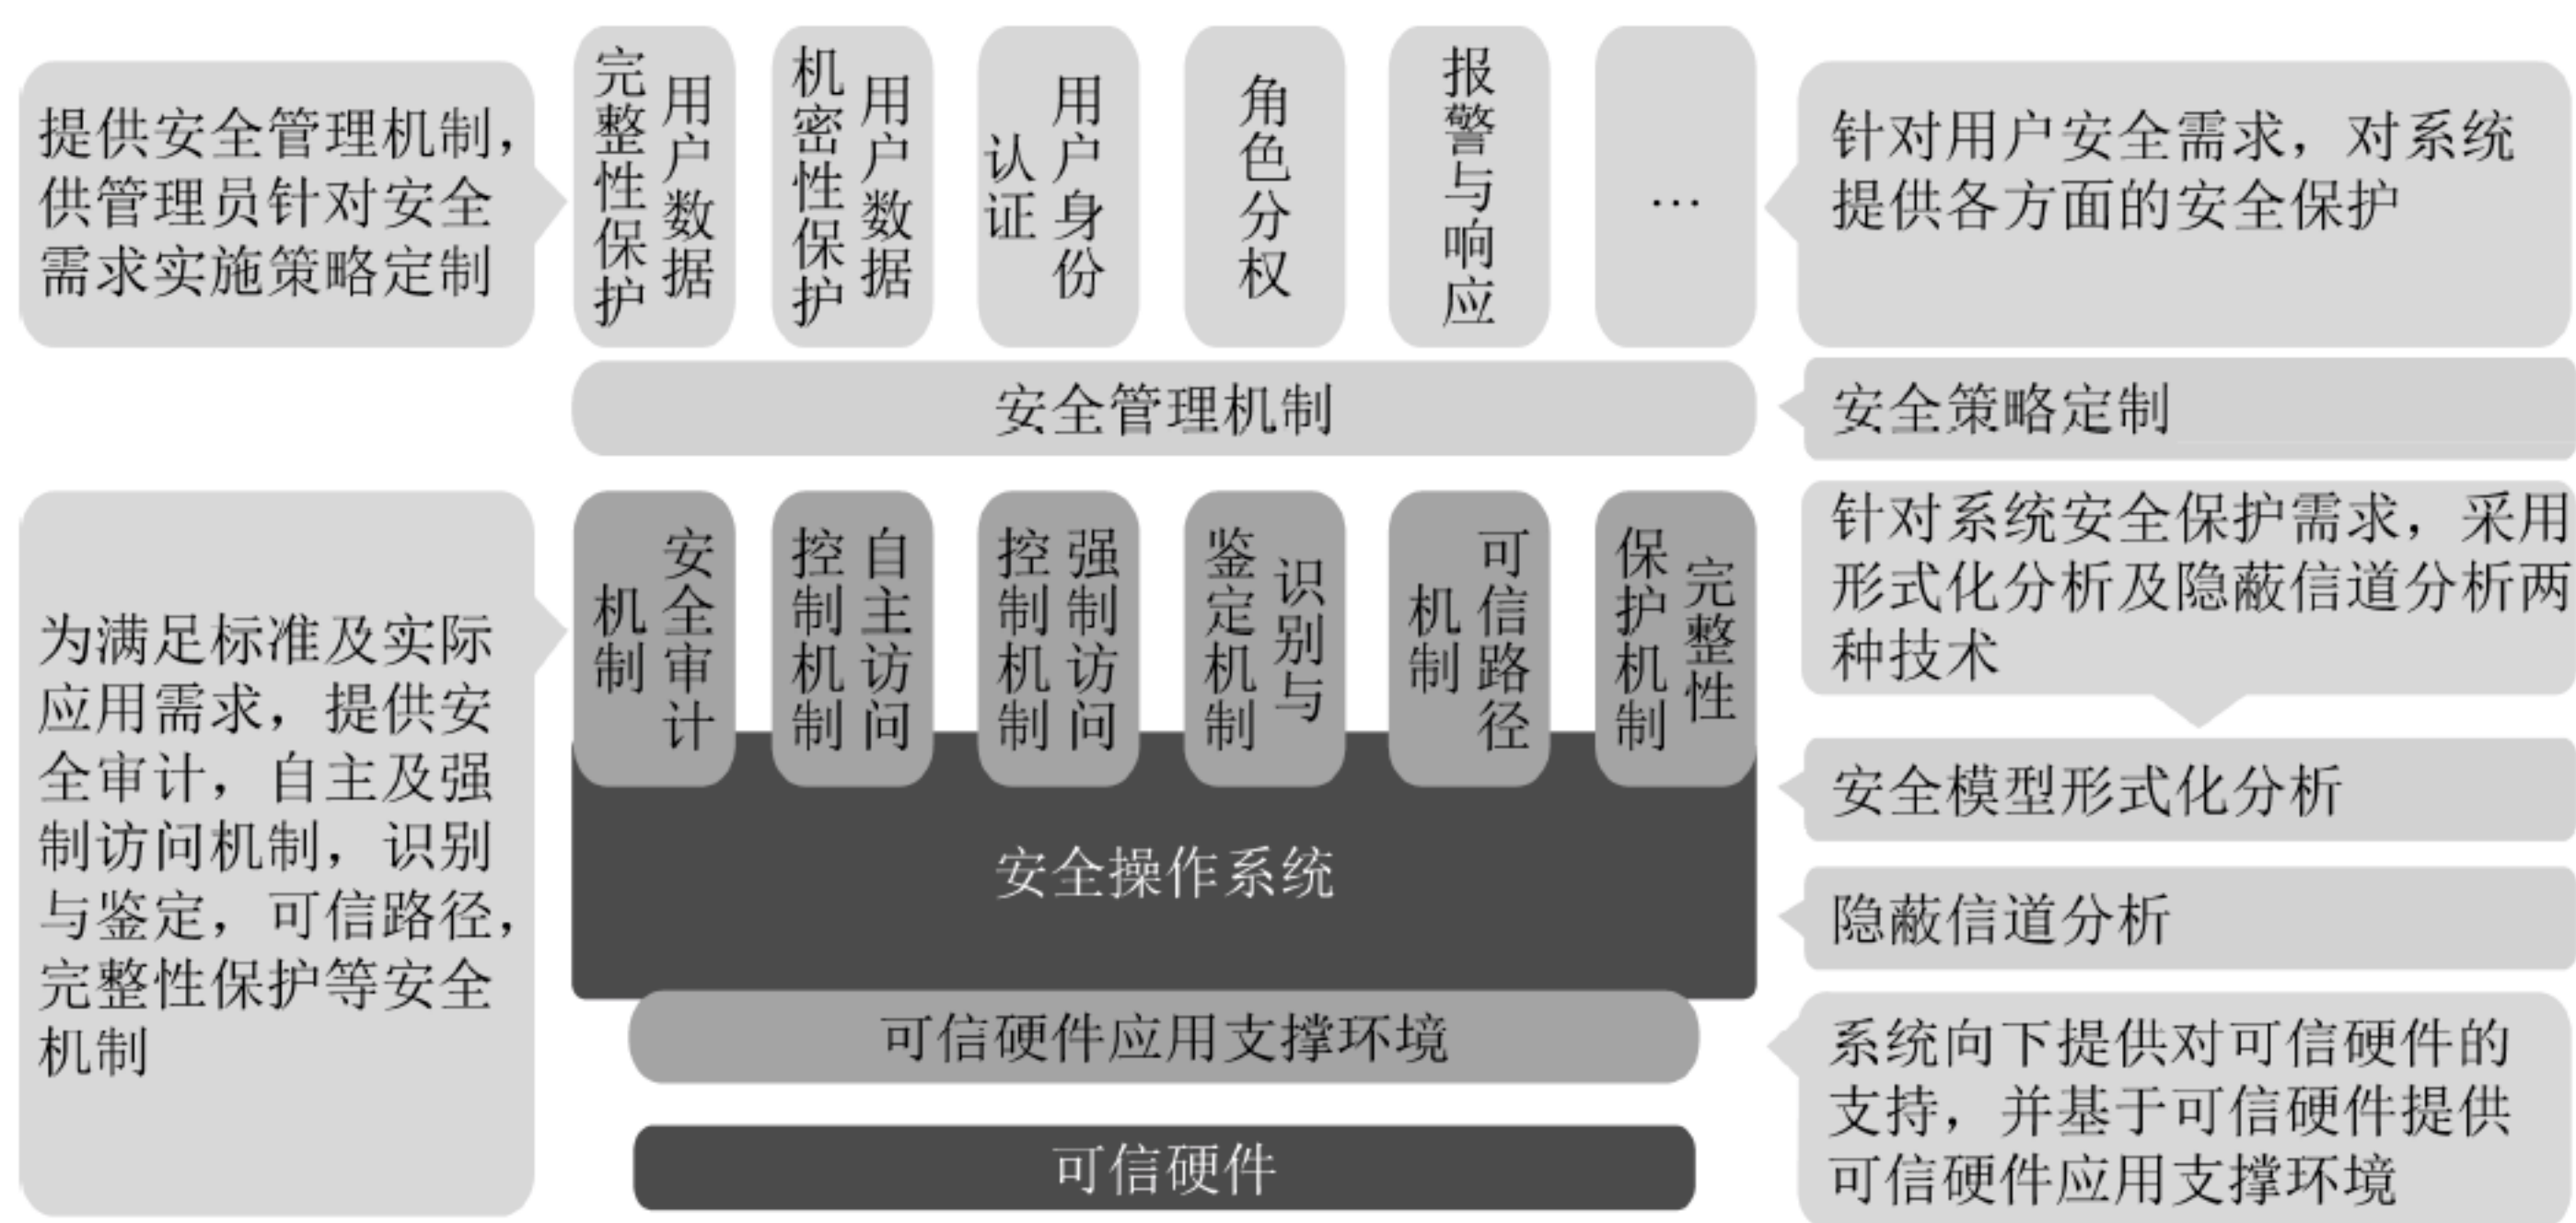 提供安全管理机制，
供管理员针对安全
需求实施策略定制
用户数据
完整性保护
用户数据
机密性保护
用户身份
认证
角色分权
报警与响应
…
针对用户安全需求，对系统
提供各方面的安全保护
安全管理机制
安全策略定制
为满足标准及实际
应用需求，提供安
全审计，自主及强
制访问机制，识别
与鉴定，可信路径，
完整性保护等安全
机制
安全审计
机制
自主访问
控制机制
强制访问
控制机制
识别与
鉴定机制
可信路径
机制
完整性
保护机制
针对系统安全保护需求，采用
形式化分析及隐蔽信道分析两
种技术
安全模型形式化分析
安全操作系统
隐蔽信道分析
可信硬件应用支撑环境
系统向下提供对可信硬件的
支持，并基于可信硬件提供
可信硬件应用支撑环境
可信硬件